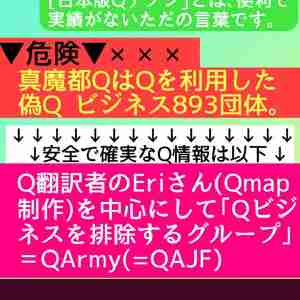 「日本版Qアノン」とは、便利で
実績がないただの言葉です。
▼危険▼×××
真魔都QはQを利用した
偽Q ビジネス893団体。
↓↓↓↓↓↓↓↓↓↓↓↓↓↓↓
↓安全で確実なQ情報は以下↓
Q翻訳者のEriさん(Qmap
制作)を中心にして「Qビジ
ネスを排除するグループ」
＝QArmy(=QAJF)